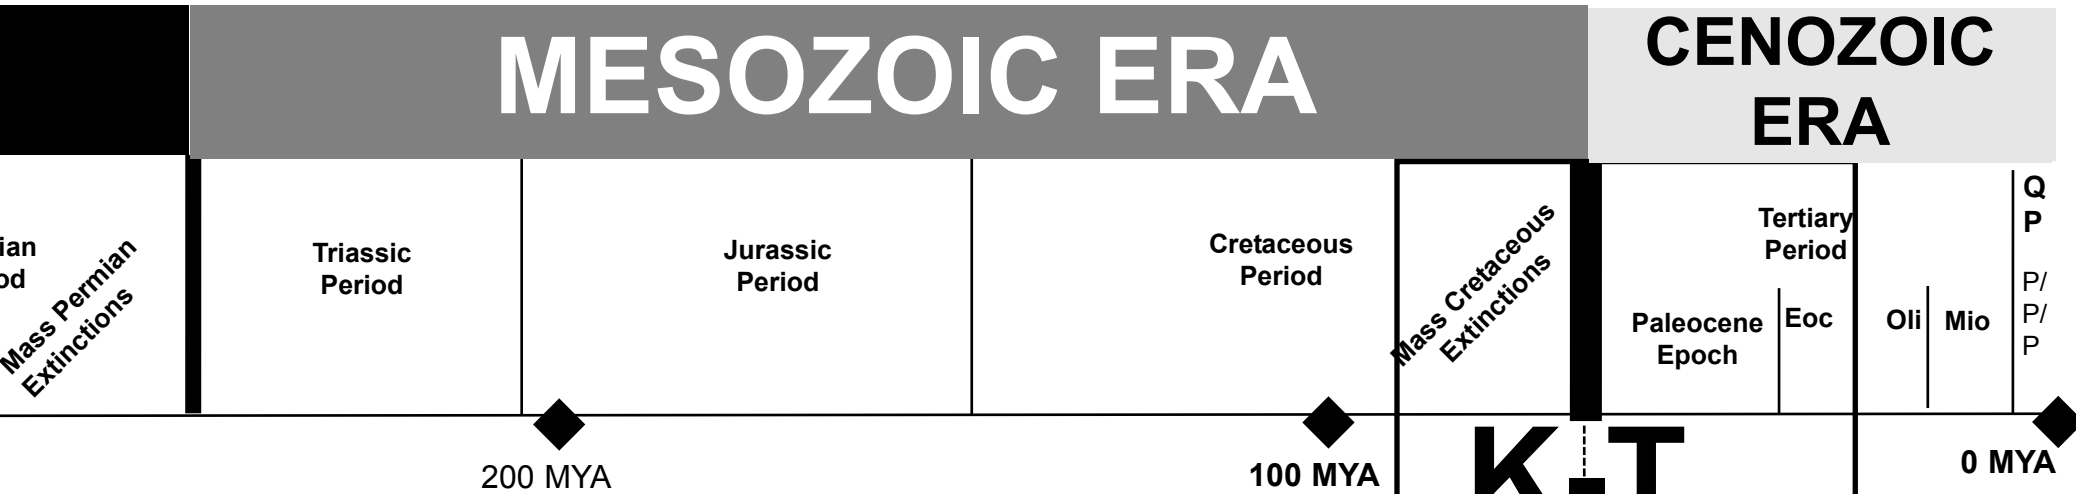 MESOZOIC ERA
CENOZOIC
ERA
ian
od
Mass Permian
Extinctions
Triassic
Period
Jurassic
Period
Cretaceous
Period
Mass Cretaceous
Extinctions
Tertiary
Period
Paleocene
Epoch
Eoc
Oli
Mio
Q
P
P/
P/
P
200 MYA
100 MYA
K-T
0 MYA